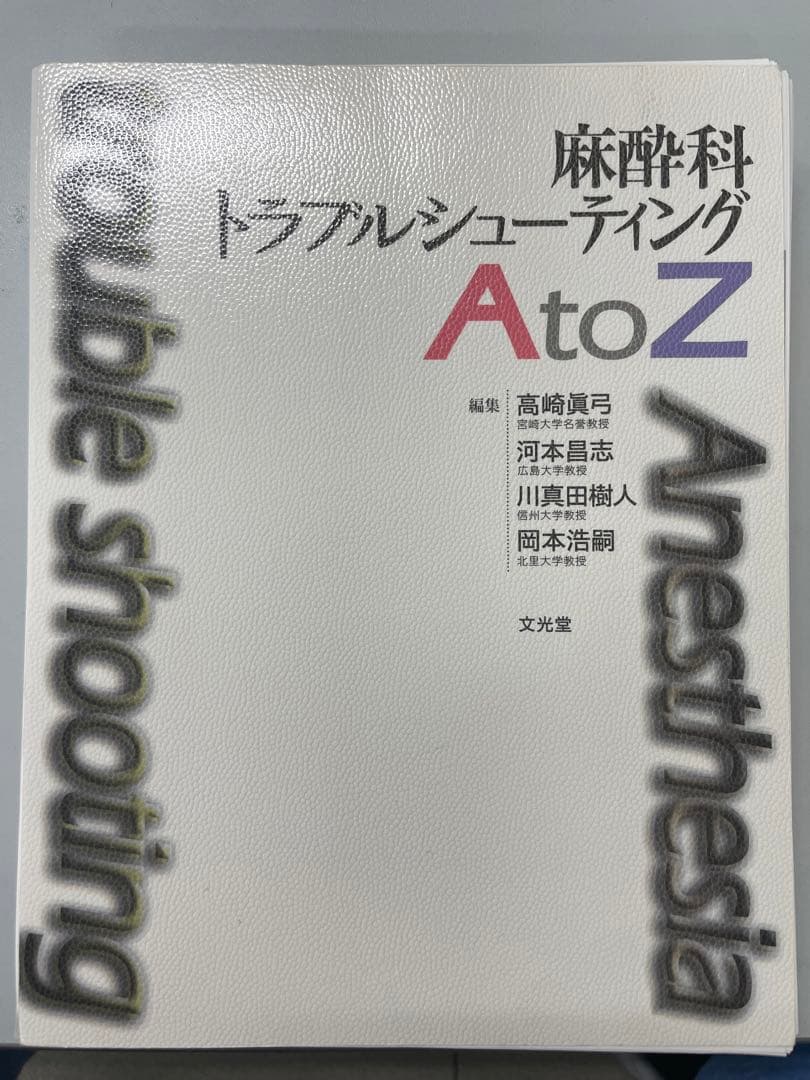 麻酔科
トラブルシューティング
AtoZ
編集
高崎眞弓
宮崎大学名誉教授
河本昌志
広島大学教授
川真田樹人
信州大学教授
岡本浩嗣
北里大学教授
文光堂
trouble shooting
Anesthesia